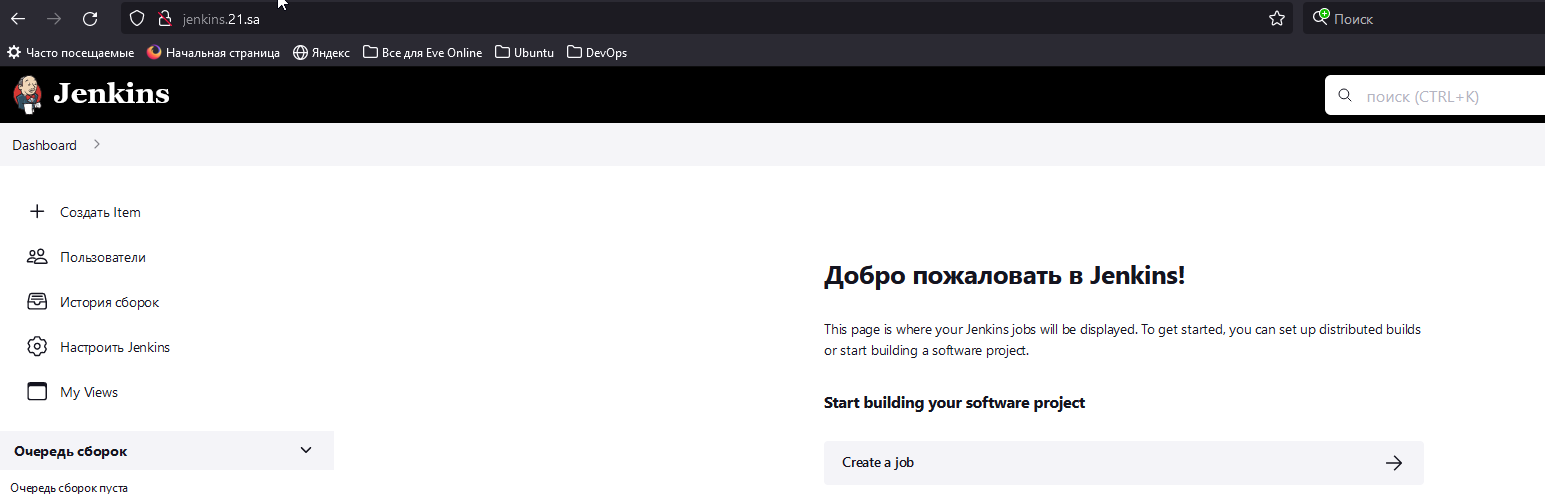 jenkins.21.sa
Поиск
Часто посещаемые Начальная страница Яндекс Все для Eve Online Ubuntu DevOps
Jenkins
поиск (CTRL+K)
Dashboard
Создать Item
Пользователи
История сборок
Настроить Jenkins
My Views
Очередь сборок
Очередь сборок пуста
Добро пожаловать в Jenkins!
This page is where your Jenkins jobs will be displayed. To get started, you can set up distributed builds
or start building a software project.
Start building your software project
Create a job